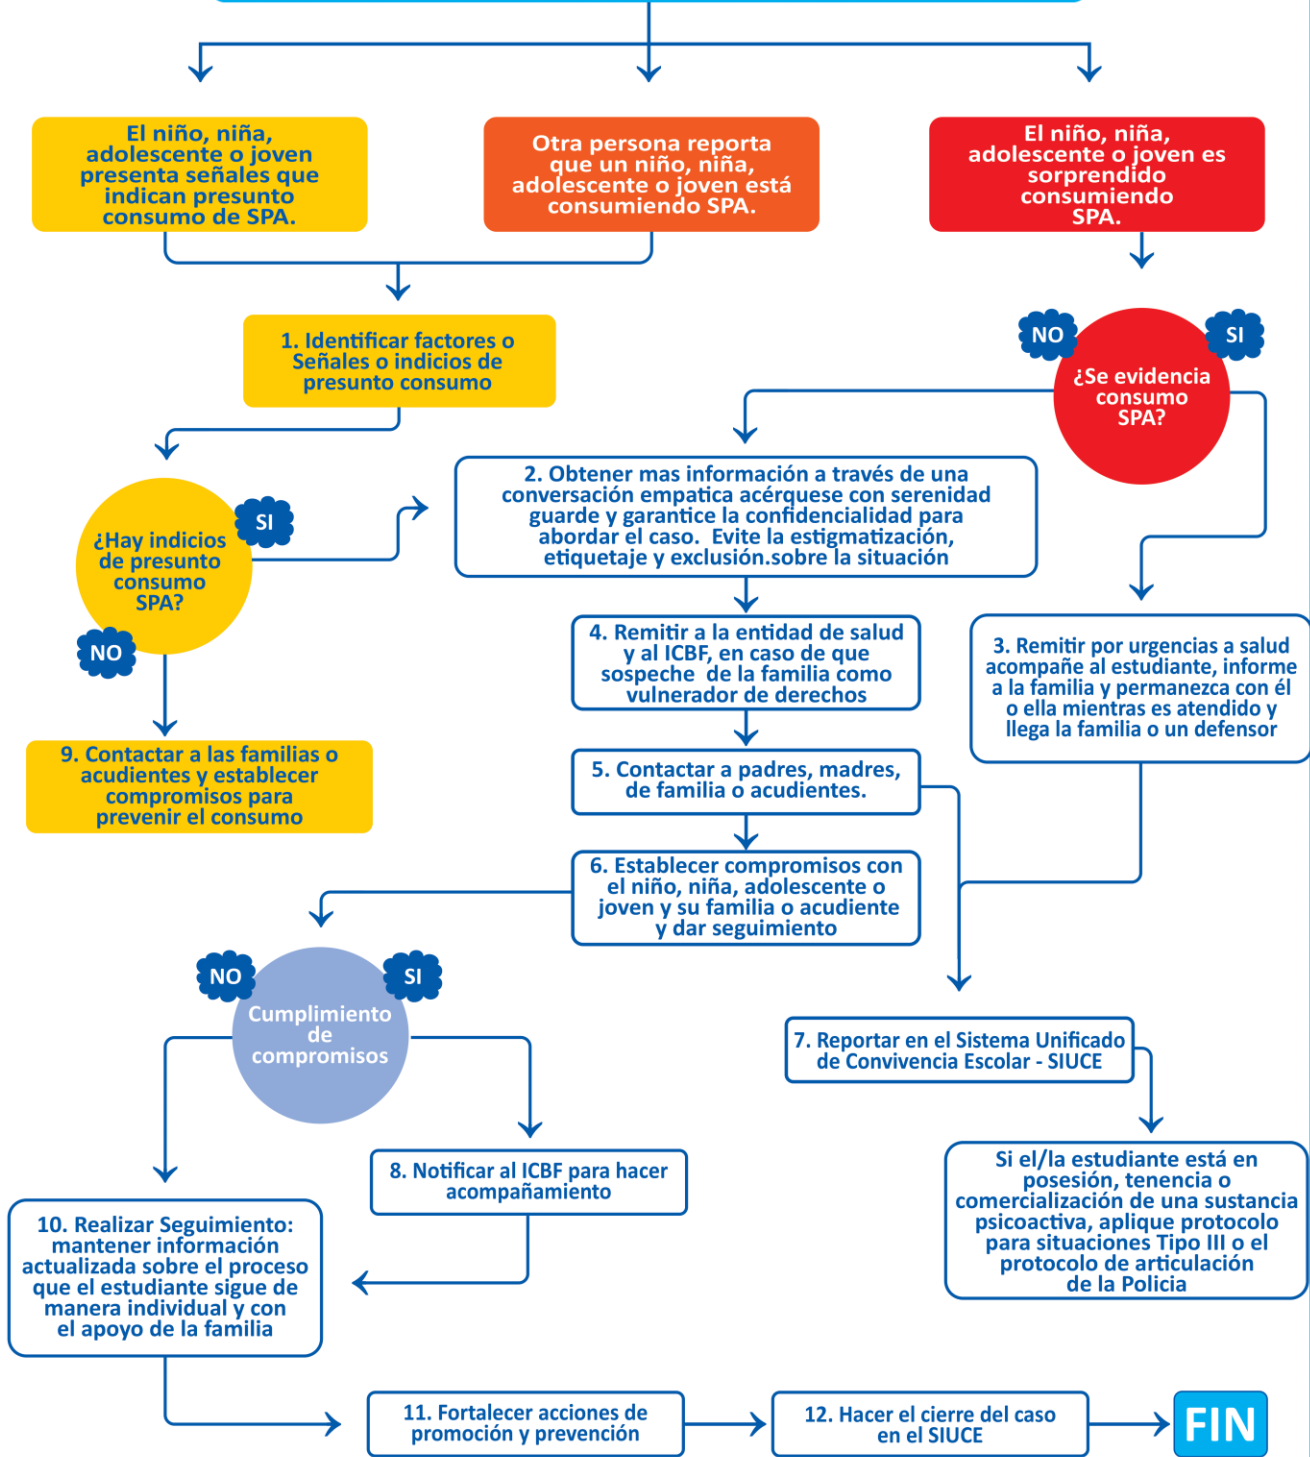 El niño, niña,
adolescente o joven
presenta señales que
indican presunto
consumo de SPA.
Otra persona reporta
que un niño, niña,
adolescente o joven está
consumiendo SPA.
El niño, niña,
adolescente o joven es
sorprendido
consumiendo
SPA.
1. Identificar factores o
Señales o indicios de
presunto consumo
NO
SI
¿Se evidencia
consumo
SPA?
2. Obtener mas información a través de una
conversación empatica acérquese con serenidad
guarde y garantice la confidencialidad para
abordar el caso.  Evite la estigmatización,
etiquetaje y exclusión.sobre la situación
SI
¿Hay indicios
de presunto
consumo
SPA?
NO
4. Remitir a la entidad de salud
y al ICBF, en caso de que
sospeche  de la familia como
vulnerador de derechos
3. Remitir por urgencias a salud
acompañe al estudiante, informe
a la familia y permanezca con él
o ella mientras es atendido y
llega la familia o un defensor
9. Contactar a las familias o
acudientes y establecer
compromisos para
prevenir el consumo
5. Contactar a padres, madres,
de familia o acudientes.
6. Establecer compromisos con
el niño, niña, adolescente o
joven y su familia o acudiente
y dar seguimiento
NO
SI
Cumplimiento
de
compromisos
7. Reportar en el Sistema Unificado
de Convivencia Escolar - SIUCE
8. Notificar al ICBF para hacer
acompañamiento
Si el/la estudiante está en
posesión, tenencia o
comercialización de una sustancia
psicoactiva, aplique protocolo
para situaciones Tipo III o el
protocolo de articulación
de la Policia
10. Realizar Seguimiento:
mantener información
actualizada sobre el proceso
que el estudiante sigue de
manera individual y con
el apoyo de la familia
11. Fortalecer acciones de
promoción y prevención
12. Hacer el cierre del caso
en el SIUCE
FIN